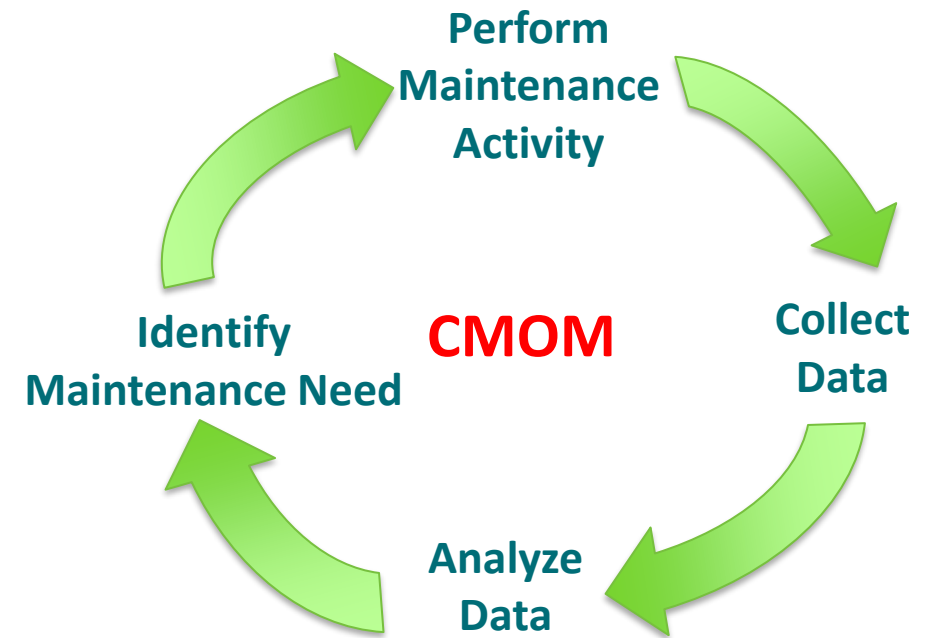 Perform
Maintenance
Activity
Collect
Data
Analyze
Data
Identify
Maintenance Need
CMOM